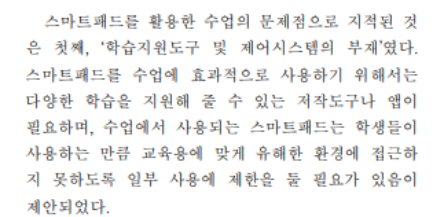 스마트패드를 활용한 수업의 문제점으로 지적된 것
은 첫째, ‘학습지원도구 및 제어시스템의 부재’였다.
스마트패드를 수업에 효과적으로 사용하기 위해서는
다양한 학습을 지원해 줄 수 있는 저작도구나 앱이
필요하며, 수업에서 사용되는 스마트패드는 학생들이
사용하는 만큼 교육용에 맞게 유해한 환경에 접근하
지 못하도록 일부 사용에 제한을 둘 필요가 있음이
제안되었다.